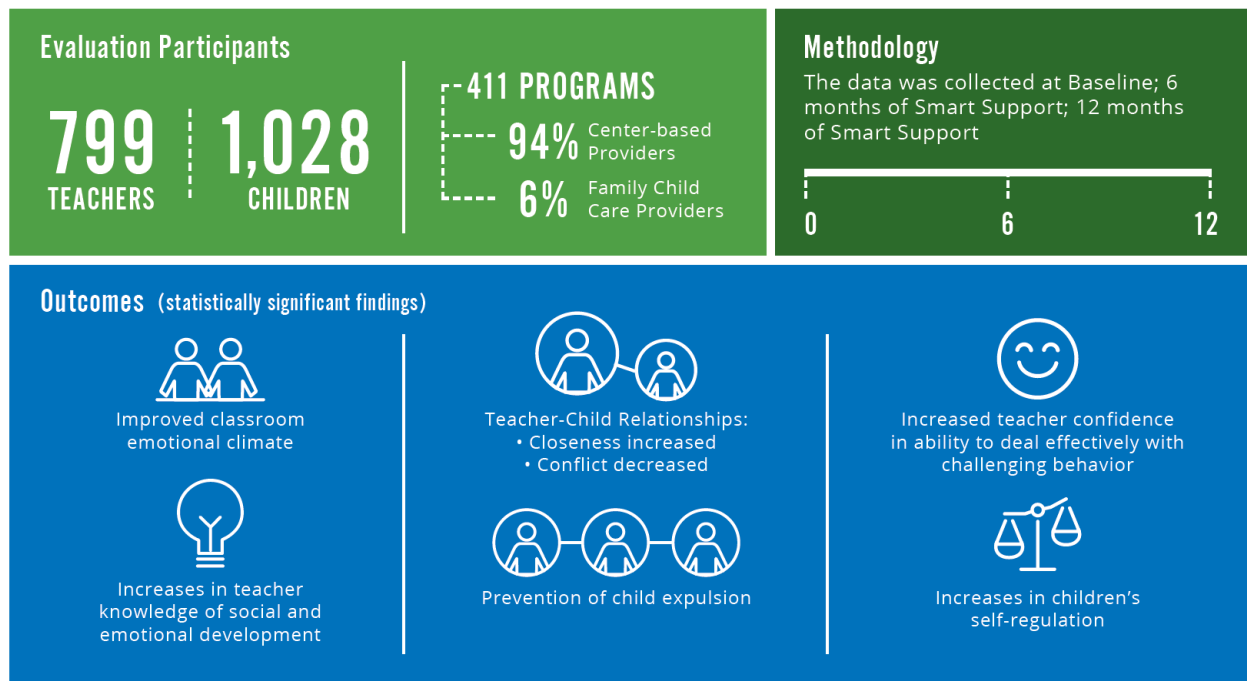 Evaluation Participants
799
TEACHERS
1,028
CHILDREN
411 PROGRAMS
94%
Center-based
Providers
6%
Family Child
Care Providers
Methodology
The data was collected at Baseline; 6
months of Smart Support; 12 months
of Smart Support
0
6
12
Outcomes (statistically significant findings)
Improved classroom
emotional climate
Increases in teacher
knowledge of social and
emotional development
Teacher-Child Relationships:
• Closeness increased
• Conflict decreased
Prevention of child expulsion
Increased teacher confidence
in ability to deal effectively with
challenging behavior
Increases in children’s
self-regulation